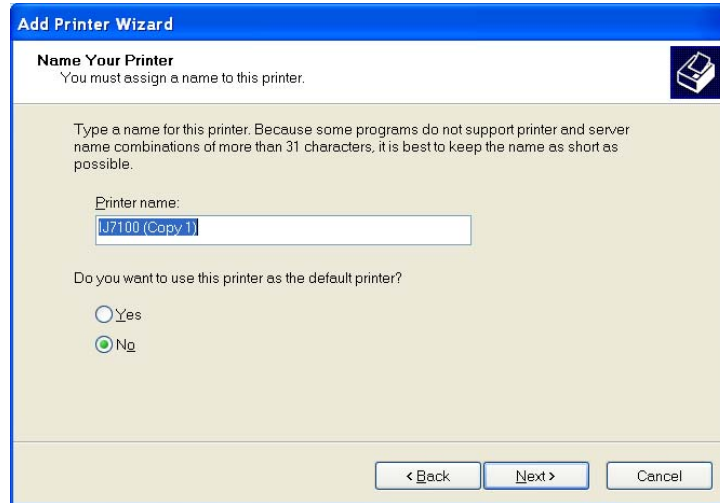 Add Printer Wizard
Name Your Printer
You must assign a name to this printer.
Type a name for this printer. Because some programs do not support printer and server
name combinations of more than 31 characters, it is best to keep the name as short as
possible.
Printer name:
IJ7100 (Copy 1)
Do you want to use this printer as the default printer?
Yes
No
< Back
Next >
Cancel